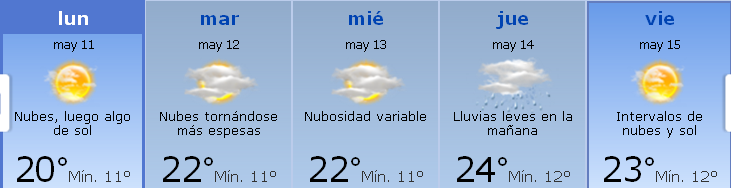 lun
may 11
Nubes, luego algo
de sol
20° Mín. 11°
mar
may 12
Nubes tornándose
más espesas
22° Mín. 11°
mié
may 13
Nubosidad variable
22° Mín. 11°
jue
may 14
Lluvias leves en la
mañana
24° Mín. 12°
vie
may 15
Intervalos de
nubes y sol
23° Mín. 12°